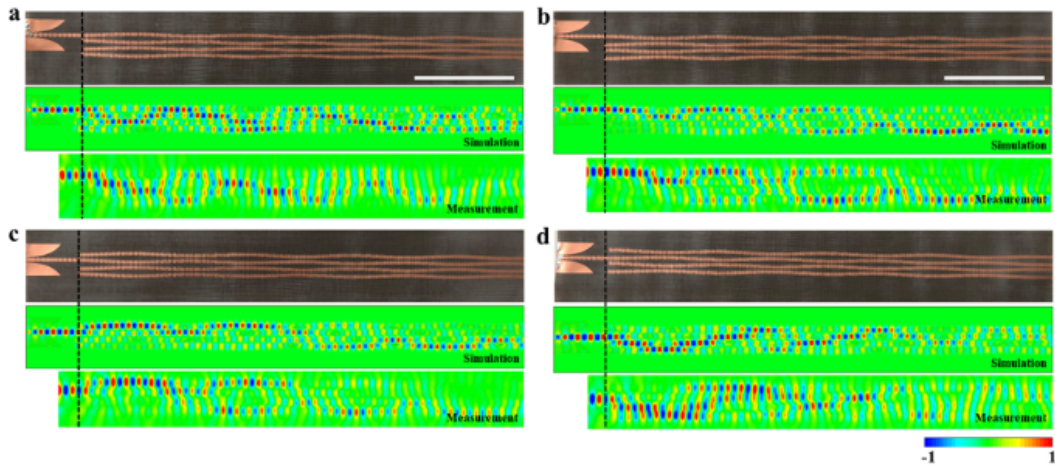 a
b
Simulation
Simulation
Measurement
Measurement
c
d
Simulation
Simulation
Measurement
Measurement
-1
1